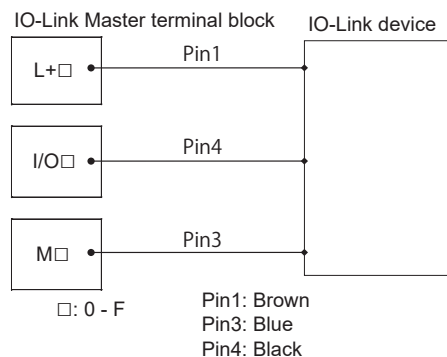 IO-Link Master terminal block
IO-Link device
L+□
Pin1
I/O□
Pin4
M□
Pin3
□: 0 - F
Pin1: Brown
Pin3: Blue
Pin4: Black